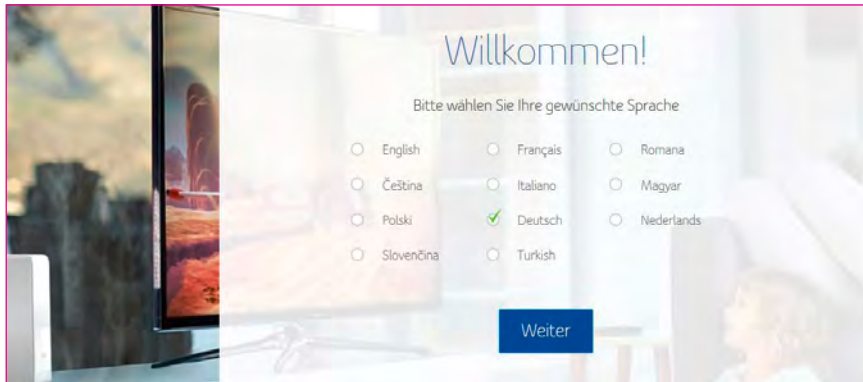 Willkommen!
Bitte wählen Sie Ihre gewünschte Sprache
English Français Romana
Čeština Italiano Magyar
Polski Deutsch Nederlands
Slovenčina Turkish
Weiter